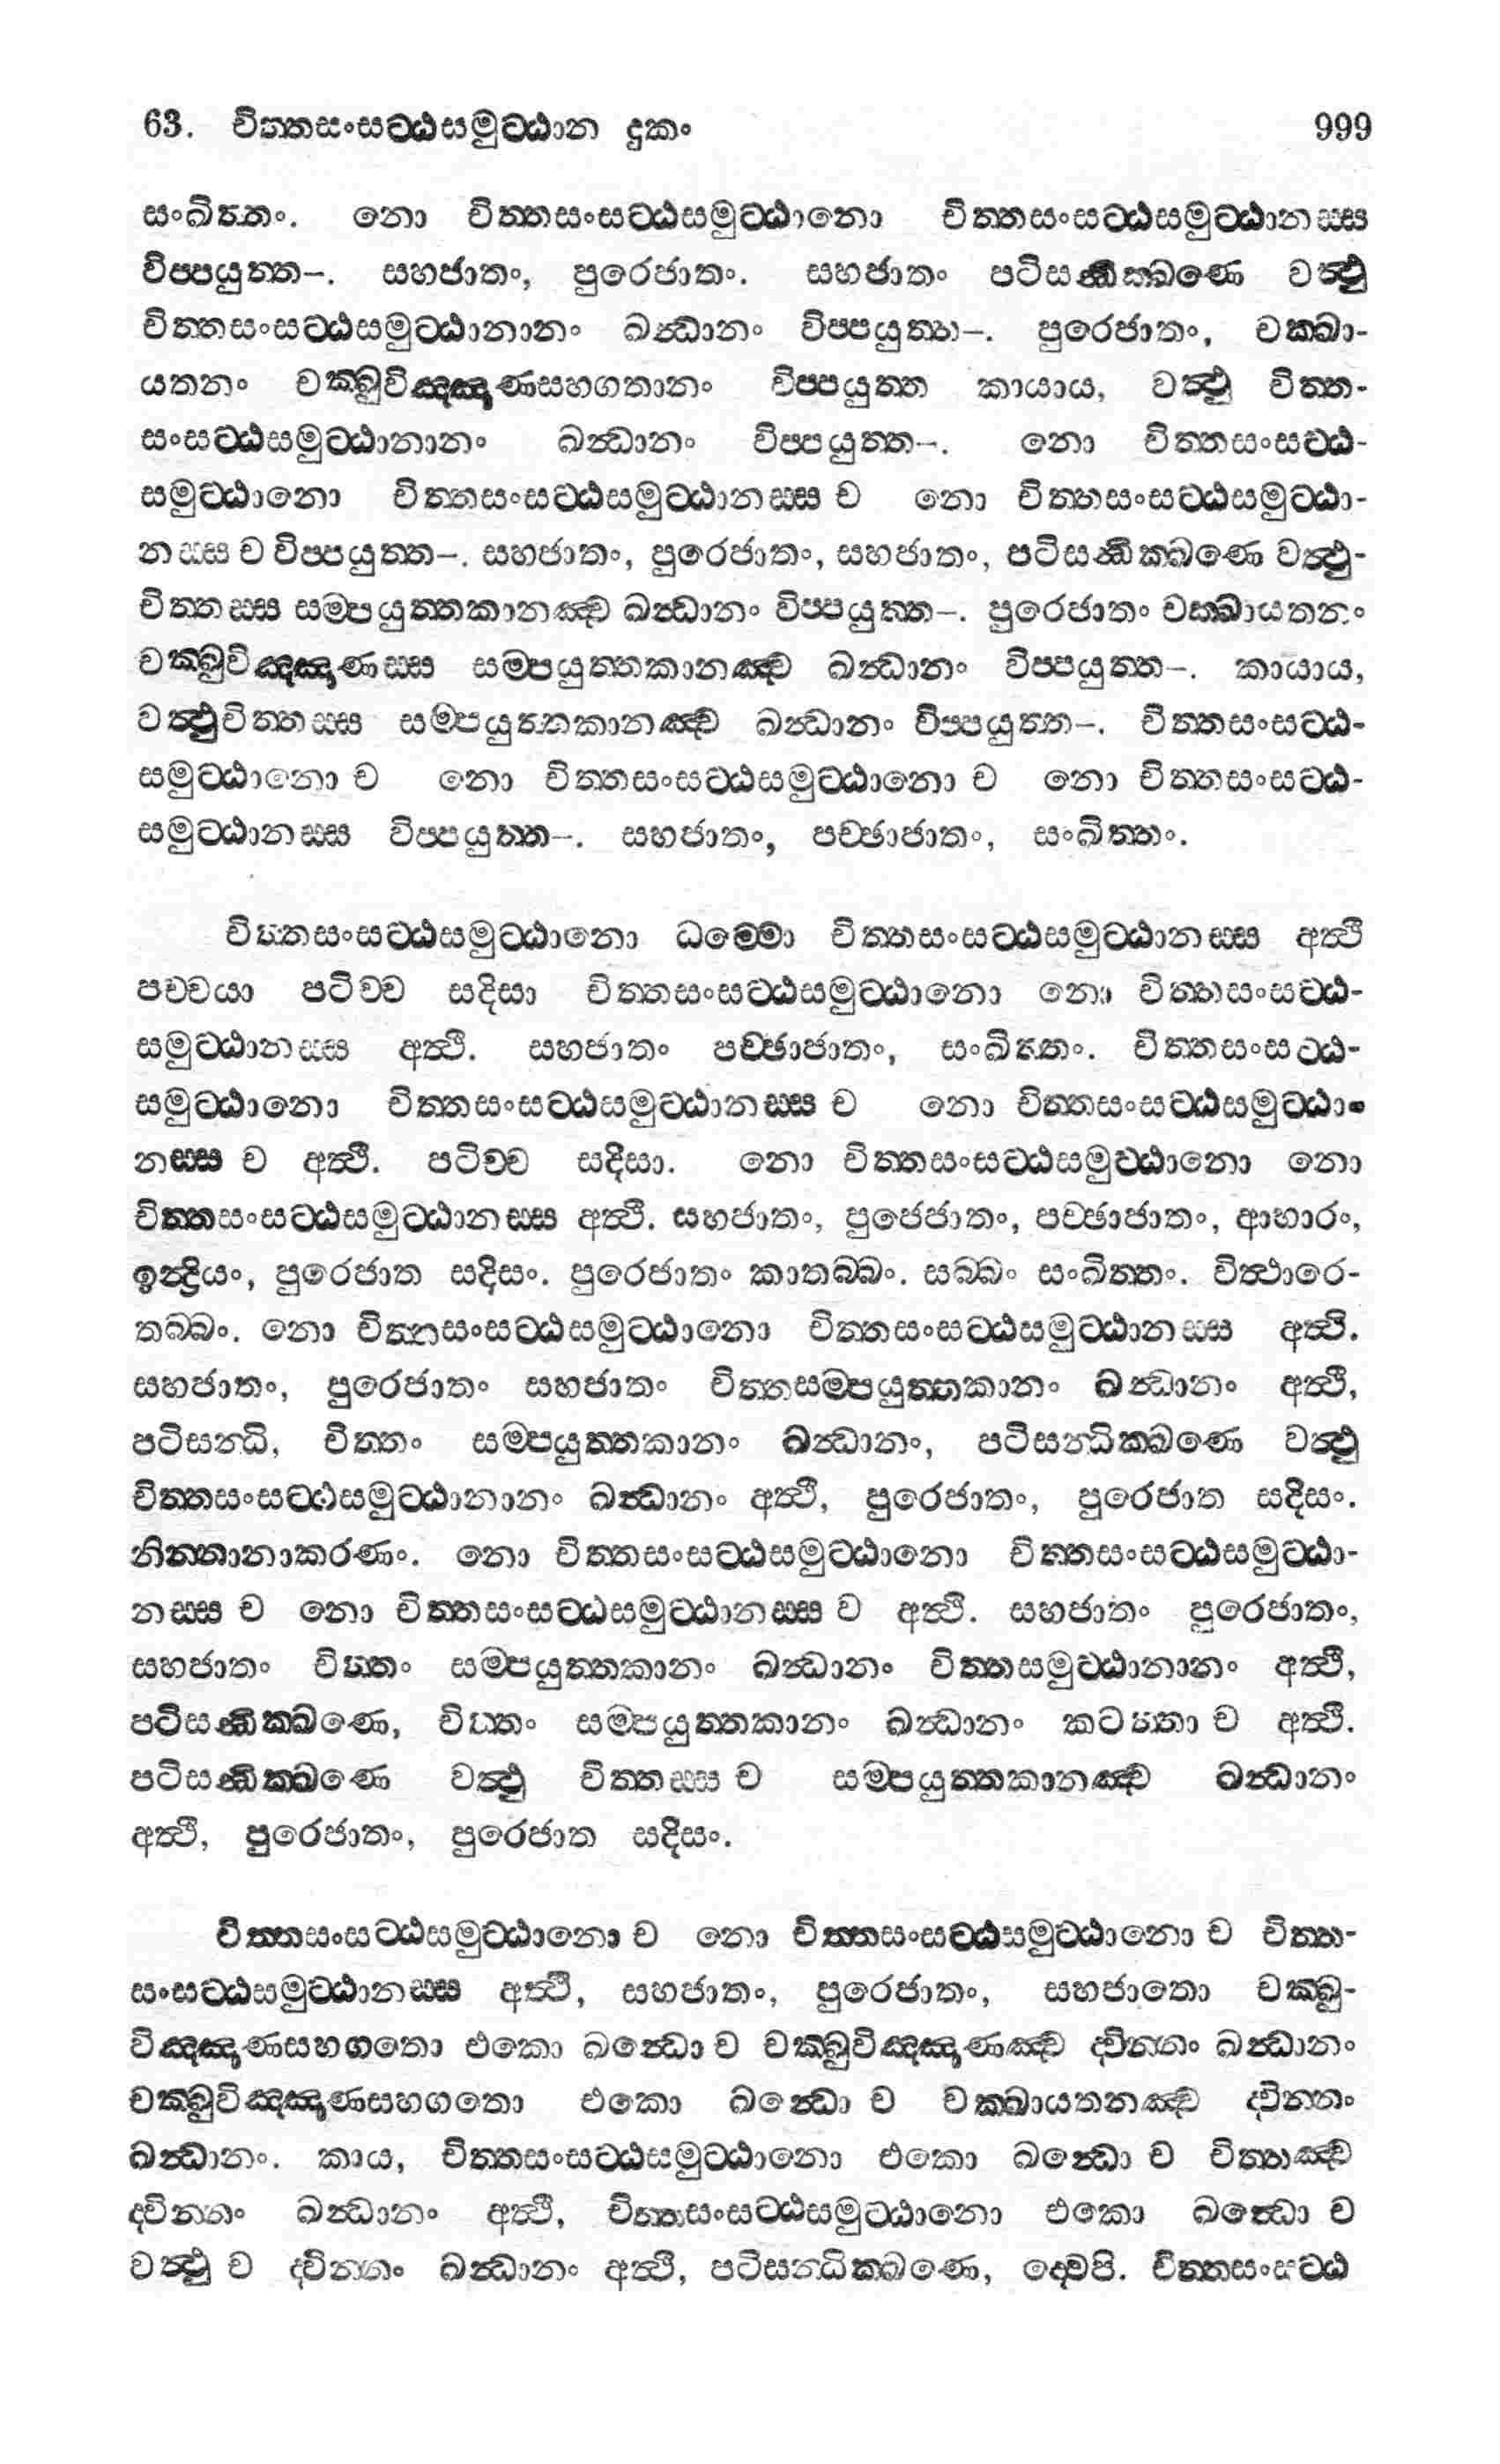 63. චිත්තසංසට්ඨසමුට්ඨාන දුකං 999
සංඛිත්තං. නො චිත්තසංසට්ඨසමුට්ඨානො චිත්තසංසට්ඨසමුට්ඨානස්ස
විප්පයුත්ත–. සහජාතං, පුරෙජාතං. සහජාතං පටිසන්ධික්ඛණෙ වත්ථු
චිත්තසංසට්ඨසමුට්ඨානානං ඛන්ධානං විප්පයුත්ත–. පුරෙජාතං, චක්ඛා-
යතනං චක්ඛුවිඤ්ඤාණසහගතානං විප්පයුත්ත කායාය, වත්ථු චිත්ත-
සංසට්ඨසමුට්ඨානානං ඛන්ධානං විප්පයුත්ත–. නො චිත්තසංසට්ඨ-
සමුට්ඨානො චිත්තසංසට්ඨසමුට්ඨානස්ස ච නො චිත්තසංසට්ඨසමුට්ඨා-
නස්ස ච විප්පයුත්ත–. සහජාතං, පුරෙජාතං, සහජාතං, පටිසන්ධික්ඛණෙ වත්ථු-
චිත්තස්ස සම්පයුත්තකානඤ්ච ඛන්ධානං විප්පයුත්ත–. පුරෙජාතං චක්ඛායතනං
චක්ඛුවිඤ්ඤාණස්ස සම්පයුත්තකානඤ්ච ඛන්ධානං විප්පයුත්ත–. කායාය,
වත්ථුචිත්තස්ස සම්පයුත්තකානඤ්ච ඛන්ධානං විප්පයුත්ත–. චිත්තසංසට්ඨ-
සමුට්ඨානො ච නො චිත්තසංසට්ඨසමුට්ඨානො ච නො චිත්තසංසට්ඨ-
සමුට්ඨානස්ස විප්පයුත්ත–. සහජාතං, පච්ඡාජාතං, සංඛිත්තං.
චිත්තසංසට්ඨසමුට්ඨානො ධම්මො චිත්තසංසට්ඨසමුට්ඨානස්ස අත්ථි
පච්චයා පටිච්ච සදිසා චිත්තසංසට්ඨසමුට්ඨානො නො චිත්තසංසට්ඨ-
සමුට්ඨානස්ස අත්ථි. සහජාතං පච්ඡාජාතං, සංඛිත්තං. චිත්තසංසට්ඨ-
සමුට්ඨානො චිත්තසංසට්ඨසමුට්ඨානස්ස ච නො චිත්තසංසට්ඨසමුට්ඨා-
නස්ස ච අත්ථි. පටිච්ච සදිසා. නො චිත්තසංසට්ඨසමුට්ඨානො නො
චිත්තසංසට්ඨසමුට්ඨානස්ස අත්ථි. සහජාතං, පුජෙජාතං, පච්ඡාජාතං, ආහාරං,
ඉන්ද්‍රියං, පුරෙජාත සදිසං. පුරෙජාතං කාතබ්බං. සබ්බං සංඛිත්තං. විත්ථාරෙ-
තබ්බං. නො චිත්තසංසට්ඨසමුට්ඨානො චිත්තසංසට්ඨසමුට්ඨානස්ස අත්ථි.
සහජාතං, පුරෙජාතං සහජාතං චිත්තසම්පයුත්තකානං ඛන්ධානං අත්ථි,
පටිසන්ධි, චිත්තං සම්පයුත්තකානං ඛන්ධානං, පටිසන්ධික්ඛණෙ වත්ථු
චිත්තසංසට්ඨසමුට්ඨානානං ඛන්ධානං අත්ථි, පුරෙජාතං, පුරෙජාත සදිසං.
නින්නානාකරණං. නො චිත්තසංසට්ඨසමුට්ඨානො චිත්තසංසට්ඨසමුට්ඨා-
නස්ස ච නො චිත්තසංසට්ඨසමුට්ඨානස්ස ච අත්ථි. සහජාතං පුරෙජාතං,
සහජාතං චිත්තං සම්පයුත්තකානං ඛන්ධානං චිත්තසමුට්ඨානානං අත්ථි,
පටිසන්ධික්ඛණෙ, චිත්තං සම්පයුත්තකානං ඛන්ධානං කටත්තා ච අත්ථි.
පටිසන්ධික්ඛණෙ වත්ථු චිත්තස්ස ච සම්පයුත්තකානඤ්ච ඛන්ධානං
අත්ථි, පුරෙජාතං, පුරෙජාත සදිසං.
චිත්තසංසට්ඨසමුට්ඨානො ච නො චිත්තසංසට්ඨසමුට්ඨානො ච චිත්ත-
සංසට්ඨසමුට්ඨානස්ස අත්ථි, සහජාතං, පුරෙජාතං, සහජාතො චක්ඛු-
විඤ්ඤාණසහගතො එකො ඛන්ධො ච චක්ඛුවිඤ්ඤාණඤ්ච ද්වින්නං ඛන්ධානං
චක්ඛුවිඤ්ඤාණසහගතො එකො ඛන්ධො ච චක්ඛායතනඤ්ච ද්වින්නං
ඛන්ධානං. කාය, චිත්තසංසට්ඨසමුට්ඨානො එකො ඛන්ධො ච චිත්තඤ්ච
ද්වින්නං ඛන්ධානං අත්ථි, චිත්තසංසට්ඨසමුට්ඨානො එකො ඛන්ධො ච
වත්ථු ච ද්වින්නං ඛන්ධානං අත්ථි, පටිසන්ධික්ඛණෙ, ද්වෙපි. චිත්තසංසට්ඨ